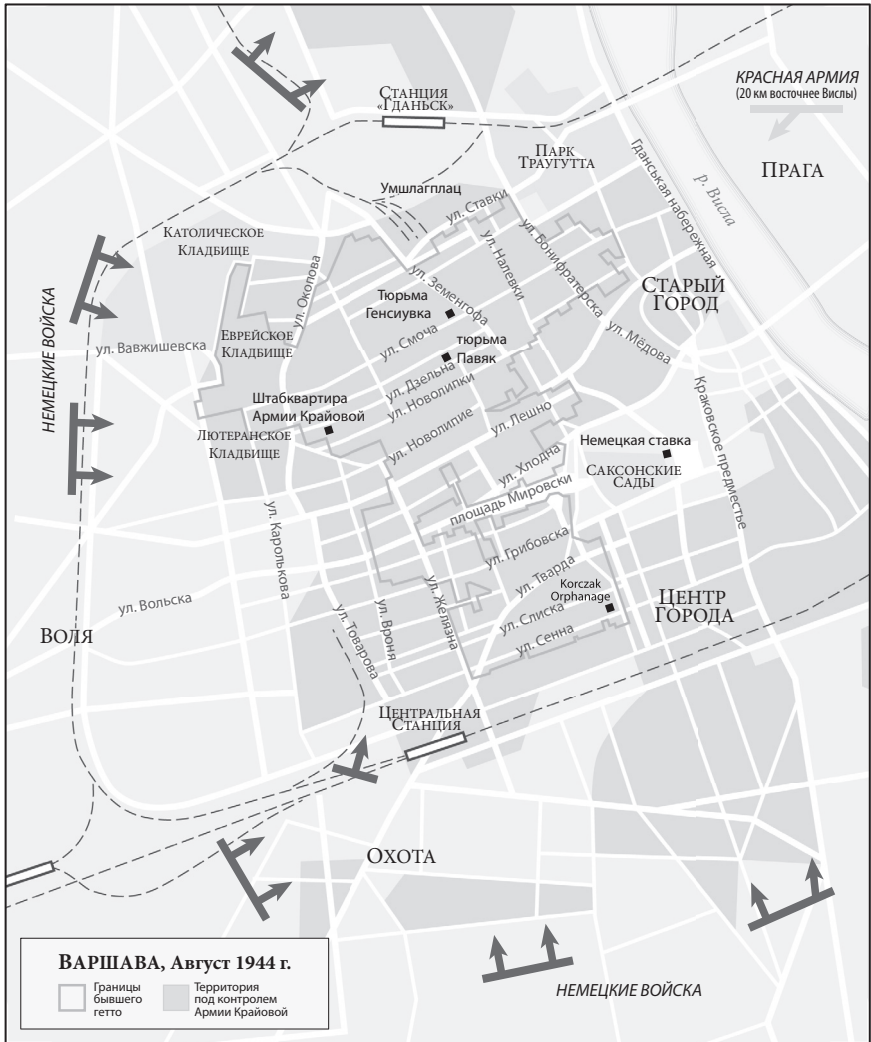 СТАНЦИЯ
«ГДАНЬСК»
КРАСНАЯ АРМИЯ
(20 км восточнее Вислы)
ПАРК
ТРАУГУТТА
ПРАГА
Гданськая набережная
р. Висла
Умшлагплац
ул. Ставки
КАТОЛИЧЕСКОЕ
КЛАДБИЩЕ
ул. Налевки
ул. Бонифратерска
ул. Окопова
ул. Земенгофа
СТАРЫЙ
ГОРОД
Тюрьма
Генсиувка
НЕМЕЦКИЕ ВОЙСКА
ул. Вавжишевска
ЕВРЕЙСКОЕ
КЛАДБИЩЕ
ул. Смоча
тюрьма
Павяк
ул. Мёдова
ул. Дзельна
ул. Новолипки
Штабквартира
Армии Крайовой
ЛЮТЕРАНСКОЕ
КЛАДБИЩЕ
ул. Новолипие
ул. Лешно
Краковское предместье
Немецкая ставка
САКСОНСКИЕ
САДЫ
ул. Хлодна
площадь Мировски
ул. Каролькова
ул. Грибовска
ул. Тварда
Korczak
Orphanage
ЦЕНТР
ГОРОДА
ул. Вольска
ВОЛЯ
ул. Товарова
ул. Вроня
ул. Желязна
ул. Слиска
ул. Сенна
ЦЕНТРАЛЬНАЯ
СТАНЦИЯ
ОХОТА
НЕМЕЦКИЕ ВОЙСКА
ВАРШАВА, Август 1944 г.
Границы
бывшего
гетто
Территория
под контролем
Армии Крайовой